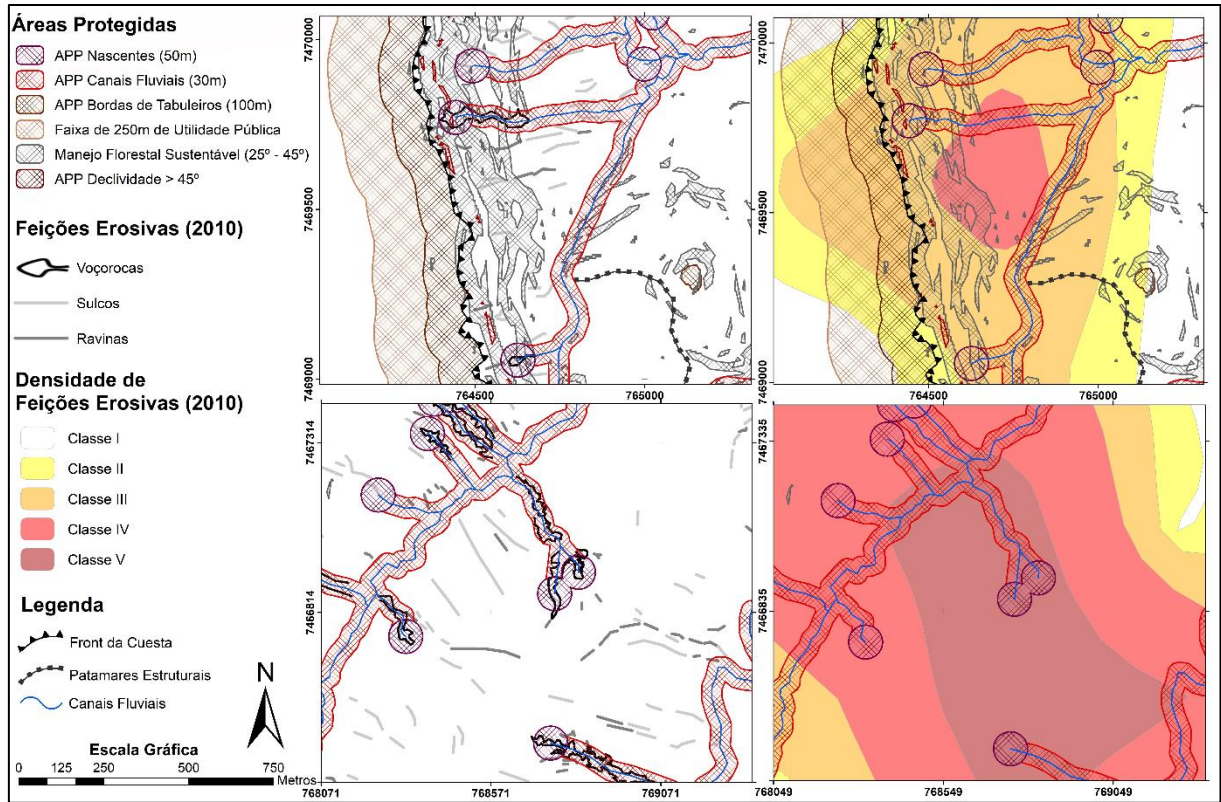 Áreas Protegidas
APP Nascentes (50m)
APP Canais Fluviais (30m)
APP Bordas de Tabuleiros (100m)
Faixa de 250m de Utilidade Pública
Manejo Florestal Sustentável (25º - 45º)
APP Declividade > 45º
Feições Erosivas (2010)
Voçorocas
Sulcos
Ravinas
Densidade de
Feições Erosivas (2010)
Classe I
Classe II
Classe III
Classe IV
Classe V
Legenda
Front da Cuesta
Patamares Estruturais
Canais Fluviais
N
Escala Gráfica
0 125 250 500 750
Metros
7470000
7469500
7469000
764500 765000
7470000
7469500
7469000
764500 765000
7467314
7466814
768071 768571 769071
7467335
7466835
768049 768549 769049